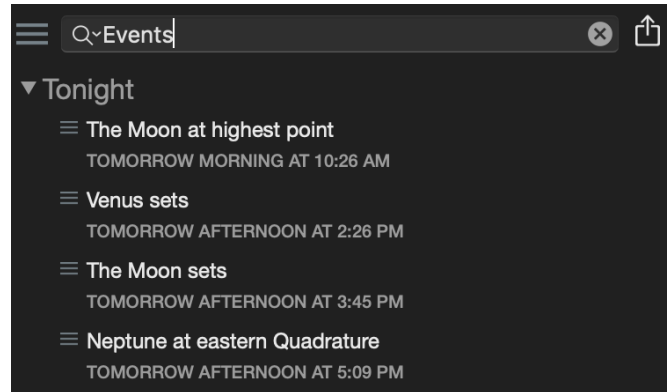 Events
Tonight
The Moon at highest point
TOMORROW MORNING AT 10:26 AM
Venus sets
TOMORROW AFTERNOON AT 2:26 PM
The Moon sets
TOMORROW AFTERNOON AT 3:45 PM
Neptune at eastern Quadrature
TOMORROW AFTERNOON AT 5:09 PM